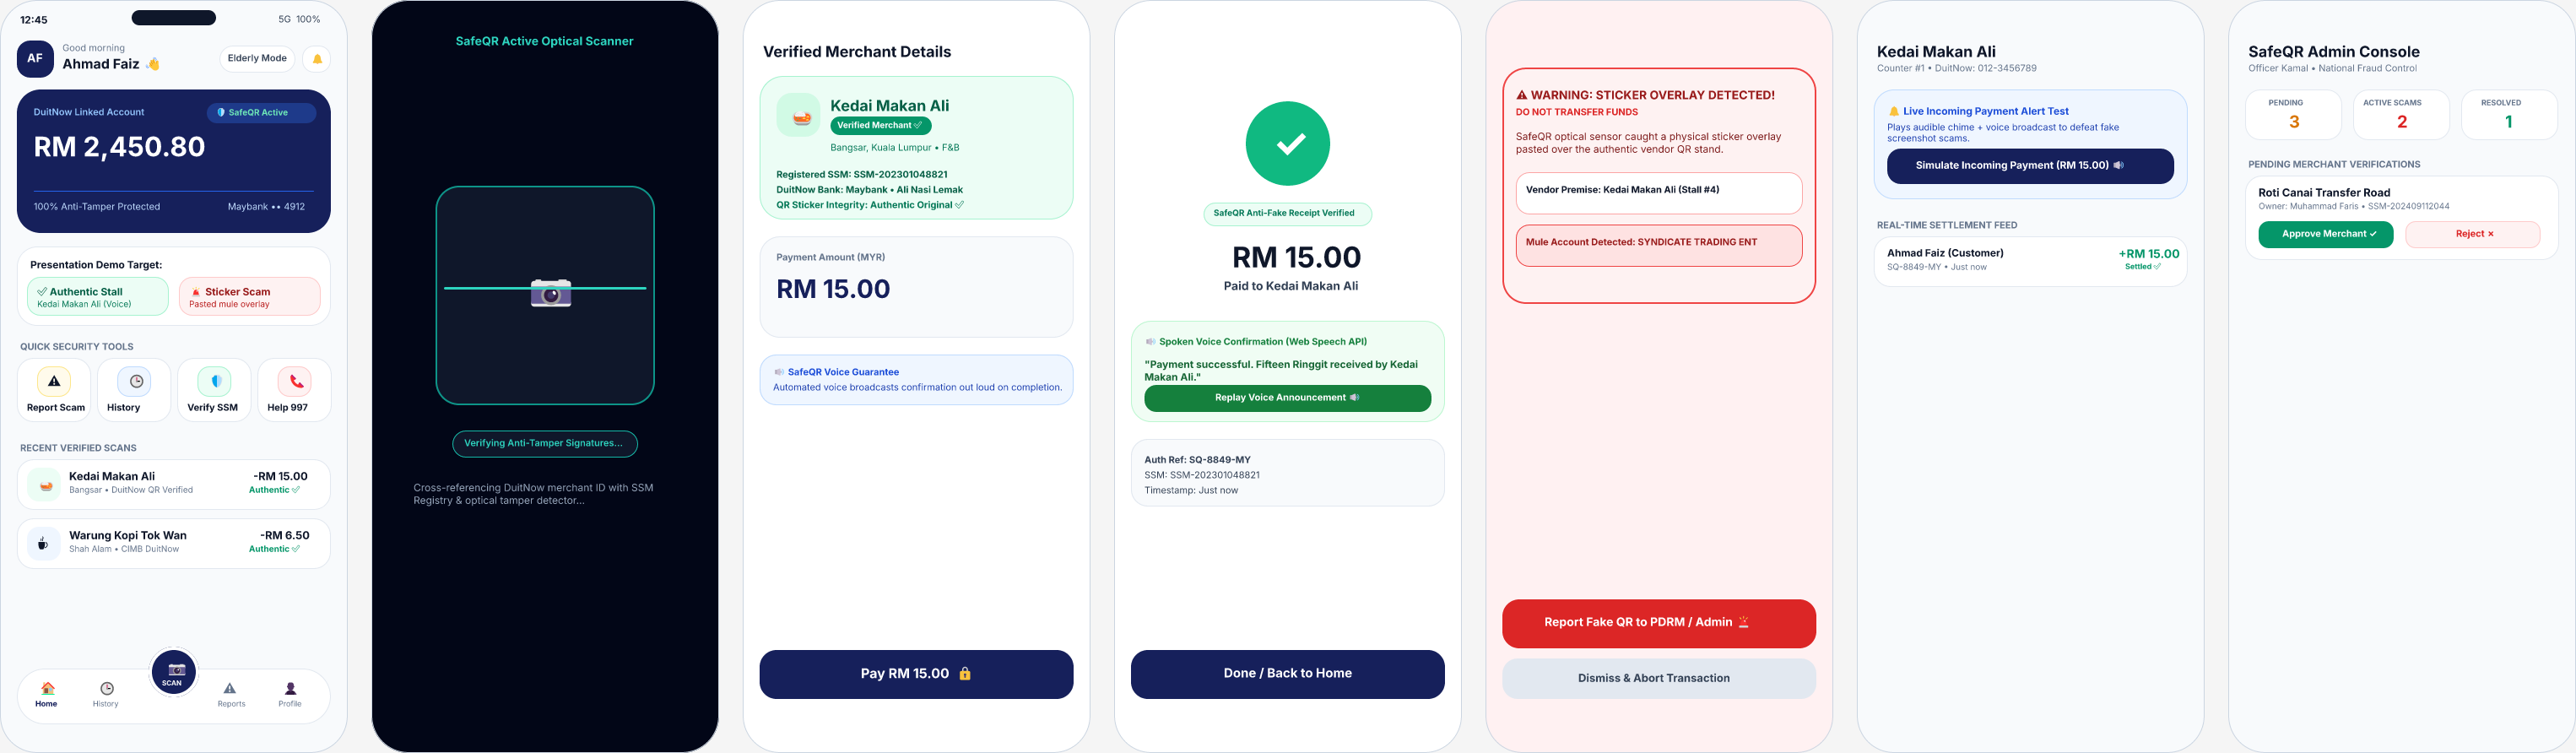 12:45
5G 100%
AF
Good morning
Ahmad Faiz 👋
Elderly Mode
DuitNow Linked Account
SafeQR Active
RM 2,450.80
100% Anti-Tamper Protected
Maybank •• 4912
Presentation Demo Target:
✅ Authentic Stall
Kedai Makan Ali (Voice)
🚨 Sticker Scam
Pasted mule overlay
QUICK SECURITY TOOLS
Report Scam
History
Verify SSM
Help 997
RECENT VERIFIED SCANS
Kedai Makan Ali
-RM 15.00
Bangsar • DuitNow QR Verified
Authentic ✅
Warung Kopi Tok Wan
-RM 6.50
Shah Alam • CIMB DuitNow
Authentic ✅
SCAN
Home
History
Reports
Profile
SafeQR Active Optical Scanner
Verifying Anti-Tamper Signatures...
Cross-referencing DuitNow merchant ID with SSM
Registry & optical tamper detector...
Verified Merchant Details
Kedai Makan Ali
Verified Merchant ✅
Bangsar, Kuala Lumpur • F&B
Registered SSM: SSM-202301048821
DuitNow Bank: Maybank • Ali Nasi Lemak
QR Sticker Integrity: Authentic Original ✅
Payment Amount (MYR)
RM 15.00
🔊 SafeQR Voice Guarantee
Automated voice broadcasts confirmation out loud on completion.
Pay RM 15.00 🔒
SafeQR Anti-Fake Receipt Verified
RM 15.00
Paid to Kedai Makan Ali
🔊 Spoken Voice Confirmation (Web Speech API)
"Payment successful. Fifteen Ringgit received by Kedai
Makan Ali."
Replay Voice Announcement 🔊
Auth Ref: SQ-8849-MY
SSM: SSM-202301048821
Timestamp: Just now
Done / Back to Home
⚠ WARNING: STICKER OVERLAY DETECTED!
DO NOT TRANSFER FUNDS
SafeQR optical sensor caught a physical sticker overlay
pasted over the authentic vendor QR stand.
Vendor Premise: Kedai Makan Ali (Stall #4)
Mule Account Detected: SYNDICATE TRADING ENT
Report Fake QR to PDRM / Admin 🚨
Dismiss & Abort Transaction
Kedai Makan Ali
Counter #1 • DuitNow: 012-3456789
🔔 Live Incoming Payment Alert Test
Plays audible chime + voice broadcast to defeat fake
screenshot scams.
Simulate Incoming Payment (RM 15.00) 🔊
REAL-TIME SETTLEMENT FEED
Ahmad Faiz (Customer)
+RM 15.00
SQ-8849-MY • Just now
Settled ✅
SafeQR Admin Console
Officer Kamal • National Fraud Control
PENDING
3
ACTIVE SCAMS
2
RESOLVED
1
PENDING MERCHANT VERIFICATIONS
Roti Canai Transfer Road
Owner: Muhammad Faris • SSM-202409112044
Approve Merchant ✓
Reject ✕